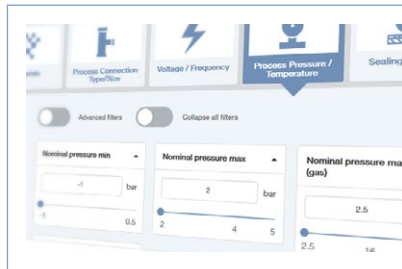 Process Connection
Type/Size
Voltage / Frequency
Process Pressure /
Temperature
Sealing
Advanced filters
Collapse all filters
Nominal pressure min
-1
bar
-1
0.5
Nominal pressure max
2
bar
2
4
5
Nominal pressure ma
(gas)
2.5
2.5
16